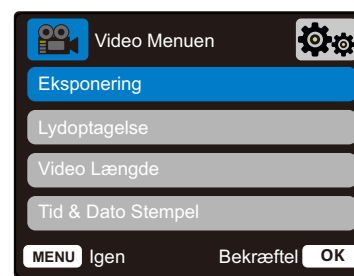 Video Menuen
Eksponering
Lydoptagelse
Video Længde
Tid & Dato Stempel
MENU Igen Bekræftel OK